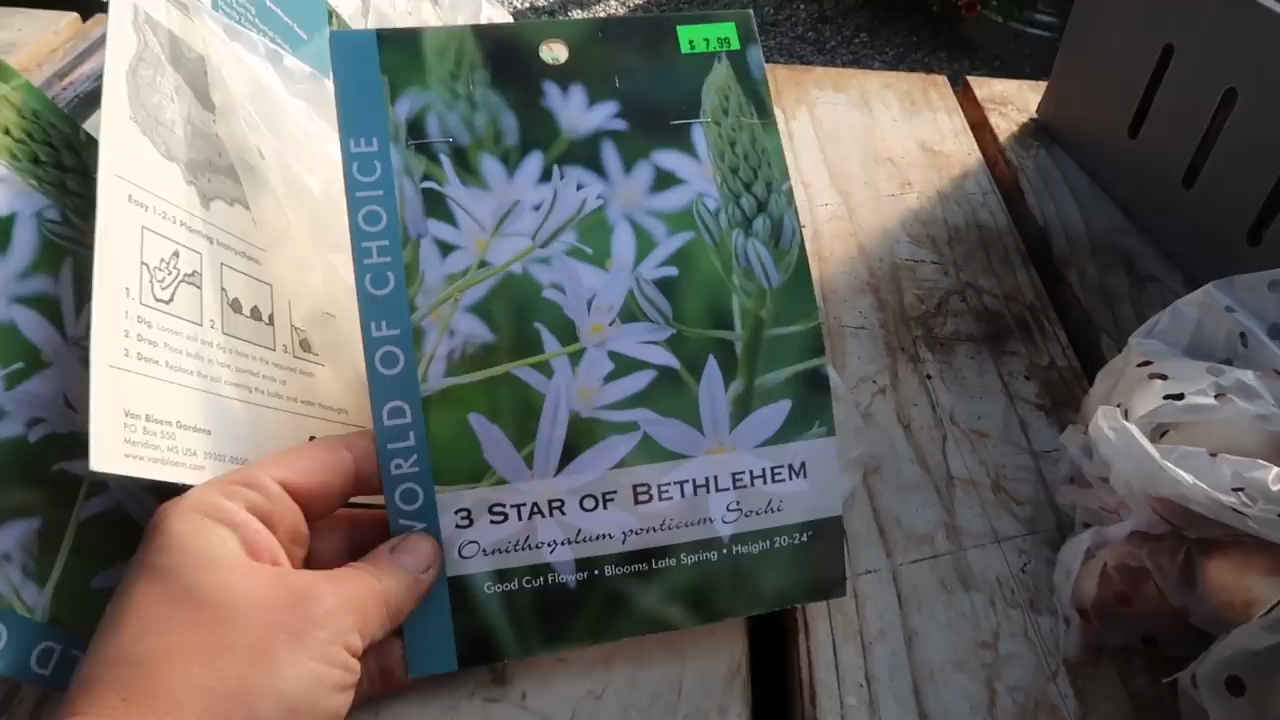 Easy 1-2-3 Planting Instructions:
1.
2.
3.
1. Dig. Loosen soil and dig a hole to the required depth
2. Drop. Place bulbs in hole, pointed ends up
3. Done. Replace the soil covering the bulbs and water thoroughly
Van Bloem Gardens
P.O. Box 550
Meridian, MS USA 39302-0550
www.vanbloem.com
WORLD OF CHOICE
$ 7.99
3 STAR OF BETHLEHEM
Ornithogalum ponticum Sochi
Good Cut Flower • Blooms Late Spring • Height 20-24"